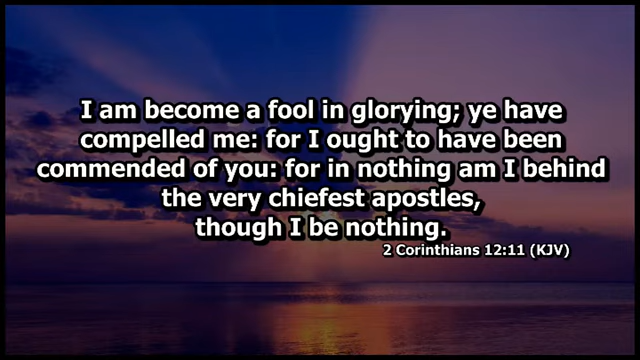 I am become a fool in glorying; ye have
compelled me: for I ought to have been
commended of you: for in nothing am I behind
the very chiefest apostles,
though I be nothing.
2 Corinthians 12:11 (KJV)